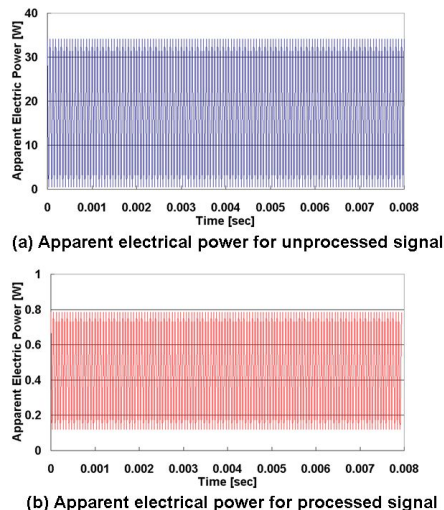 40
30
20
10
0
Apparent Electric Power [W]
0 0.001 0.002 0.003 0.004 0.005 0.006 0.007 0.008
Time [sec]
(a) Apparent electrical power for unprocessed signal
1
0.8
0.6
0.4
0.2
0
Apparent Electric Power [W]
0 0.001 0.002 0.003 0.004 0.005 0.006 0.007 0.008
Time [sec]
(b) Apparent electrical power for processed signal